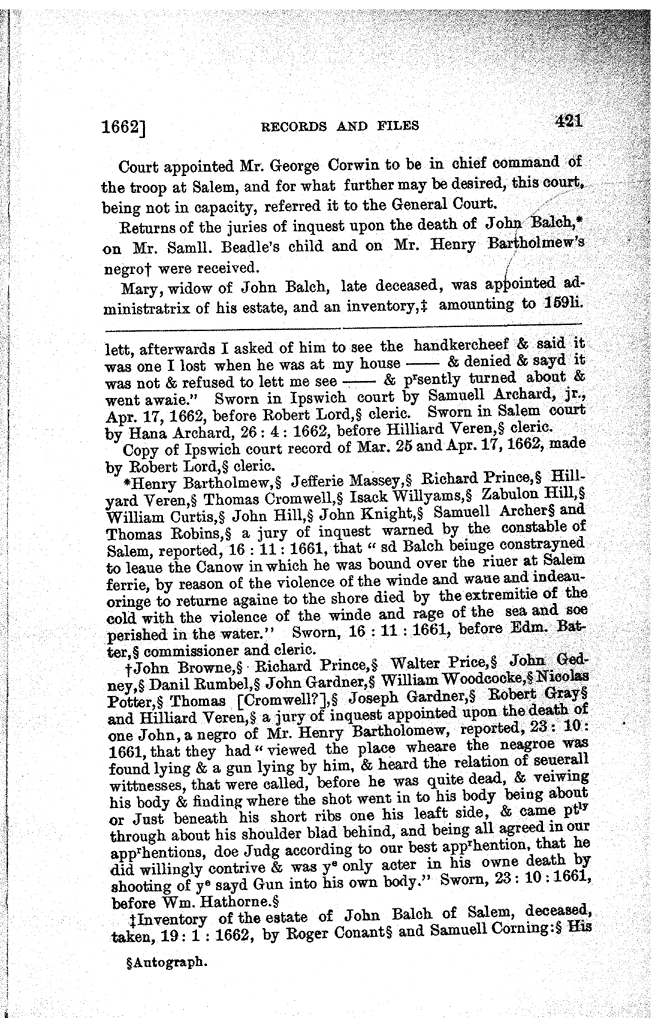 1662] RECORDS AND FILES 421
Court appointed Mr. George Corwin to be in chief command of
the troop at Salem, and for what further may be desired, this court,
being not in capacity, referred it to the General Court.
Returns of the juries of inquest upon the death of John Balch,*
on Mr. Samll. Beadle's child and on Mr. Henry Bartholmew's
negro† were received.
Mary, widow of John Balch, late deceased, was appointed ad-
ministratrix of his estate, and an inventory,‡ amounting to 159li.
lett, afterwards I asked of him to see the handkercheef & said it
was one I lost when he was at my house —— & denied & sayd it
was not & refused to lett me see —— & pʳsently turned about &
went awaie." Sworn in Ipswich court by Samuell Archard, jr.,
Apr. 17, 1662, before Robert Lord,§ cleric. Sworn in Salem court
by Hana Archard, 26 : 4 : 1662, before Hilliard Veren,§ cleric.
Copy of Ipswich court record of Mar. 25 and Apr. 17, 1662, made
by Robert Lord,§ cleric.
*Henry Bartholmew,§ Jefferie Massey,§ Richard Prince,§ Hill-
yard Veren,§ Thomas Cromwell,§ Isack Willyams,§ Zabulon Hill,§
William Curtis,§ John Hill,§ John Knight,§ Samuell Archer§ and
Thomas Robins,§ a jury of inquest warned by the constable of
Salem, reported, 16 : 11 : 1661, that " sd Balch beinge constrayned
to leaue the Canow in which he was bound over the riuer at Salem
ferrie, by reason of the violence of the winde and waue and indeau-
oringe to returne againe to the shore died by the extremitie of the
cold with the violence of the winde and rage of the sea and soe
perished in the water." Sworn, 16 : 11 : 1661, before Edm. Bat-
ter,§ commissioner and cleric.
†John Browne,§ Richard Prince,§ Walter Price,§ John Ged-
ney,§ Danil Rumbel,§ John Gardner,§ William Woodcocke,§ Nicolas
Potter,§ Thomas [Cromwell?],§ Joseph Gardner,§ Robert Gray§
and Hilliard Veren,§ a jury of inquest appointed upon the death of
one John, a negro of Mr. Henry Bartholomew, reported, 23 : 10 :
1661, that they had " viewed the place wheare the neagroe was
found lying & a gun lying by him, & heard the relation of seuerall
wittnesses, that were called, before he was quite dead, & veiwing
his body & finding where the shot went in to his body being about
or Just beneath his short ribs one his leaft side, & came ptˡʸ
through about his shoulder blad behind, and being all agreed in our
appʳhentions, doe Judg according to our best appʳhention, that he
did willingly contrive & was yᵉ only acter in his owne death by
shooting of yᵉ sayd Gun into his own body." Sworn, 23 : 10 : 1661,
before Wm. Hathorne.§
‡Inventory of the estate of John Balch of Salem, deceased,
taken, 19 : 1 : 1662, by Roger Conant§ and Samuell Corning:§ His
§Autograph.